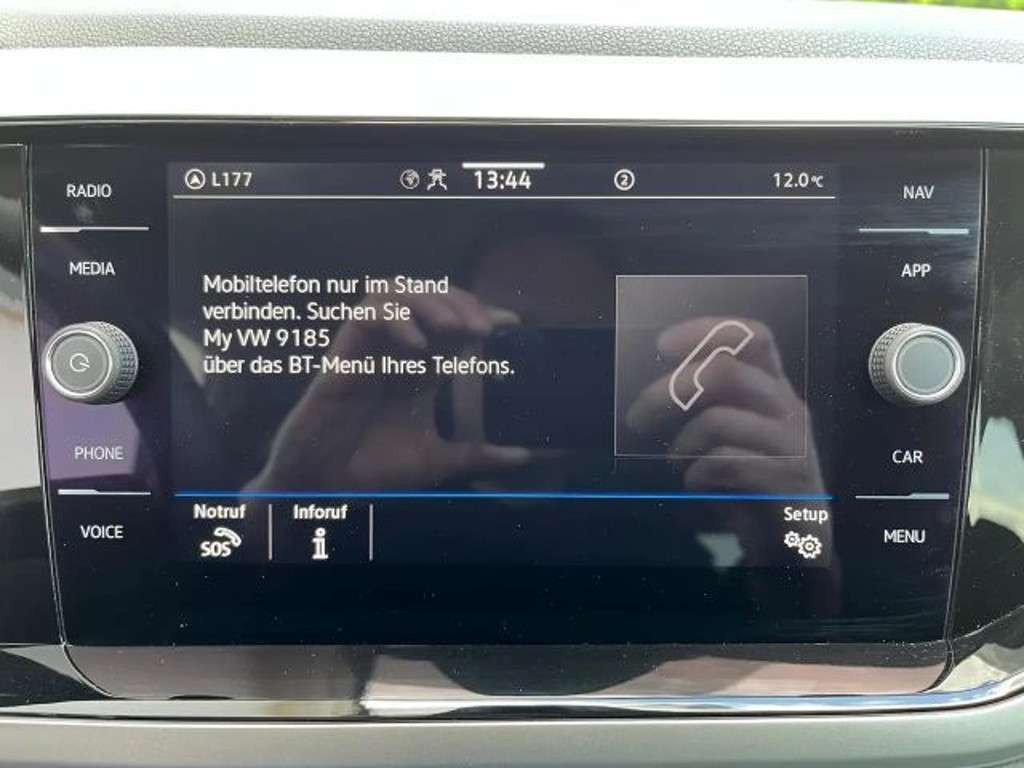 RADIO
MEDIA
PHONE
VOICE
L177
13:44
2
12.0°C
Mobiltelefon nur im Stand
verbinden. Suchen Sie
My VW 9185
über das BT-Menü Ihres Telefons.
Notruf
SOS
Inforuf
i
Setup
NAV
APP
CAR
MENU